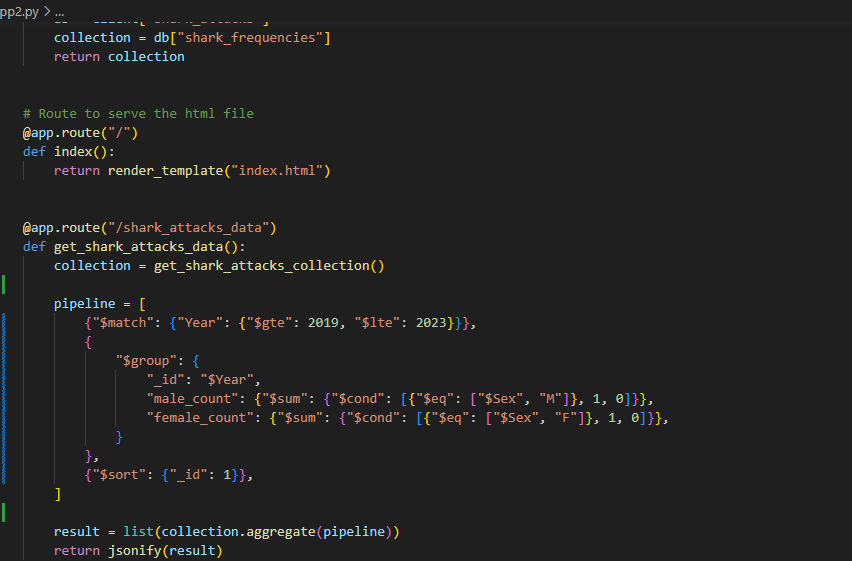 pp2.py > ...
    collection = db["shark_frequencies"]
    return collection
# Route to serve the html file
@app.route("/")
def index():
    return render_template("index.html")
@app.route("/shark_attacks_data")
def get_shark_attacks_data():
    collection = get_shark_attacks_collection()
    pipeline = [
        {"$match": {"Year": {"$gte": 2019, "$lte": 2023}}},
        {
            "$group": {
                "_id": "$Year",
                "male_count": {"$sum": {"$cond": [{"$eq": ["$Sex", "M"]}, 1, 0]}},
                "female_count": {"$sum": {"$cond": [{"$eq": ["$Sex", "F"]}, 1, 0]}},
            }
        },
        {"$sort": {"_id": 1}},
    ]
    result = list(collection.aggregate(pipeline))
    return jsonify(result)